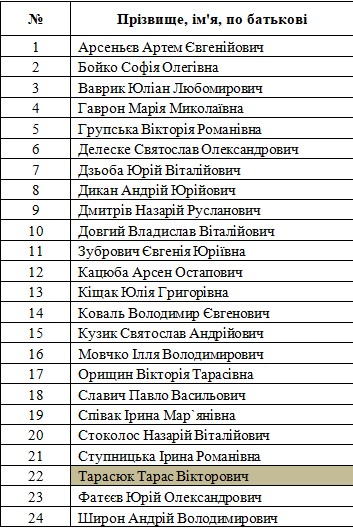 № Прізвище, ім'я, по батькові
1 Арсеньєв Артем Євгенійович
2 Бойко Софія Олегівна
3 Ваврик Юліан Любомирович
4 Гаврон Марія Миколаївна
5 Групська Вікторія Романівна
6 Делеске Святослав Олександрович
7 Дзьоба Юрій Віталійович
8 Дикан Андрій Юрійович
9 Дмитрів Назарій Русланович
10 Довгий Владислав Віталійович
11 Зубрович Євгенія Юріївна
12 Кацюба Арсен Остапович
13 Кіщак Юлія Григорівна
14 Коваль Володимир Євгенович
15 Кузик Святослав Андрійович
16 Мовчко Ілля Володимирович
17 Орищин Вікторія Тарасівна
18 Славич Павло Васильович
19 Співак Ірина Мар`янівна
20 Стоколос Назарій Віталійович
21 Ступницька Ірина Романівна
22 Тарасюк Тарас Вікторович
23 Фатєєв Юрій Олександрович
24 Широн Андрій Володимирович